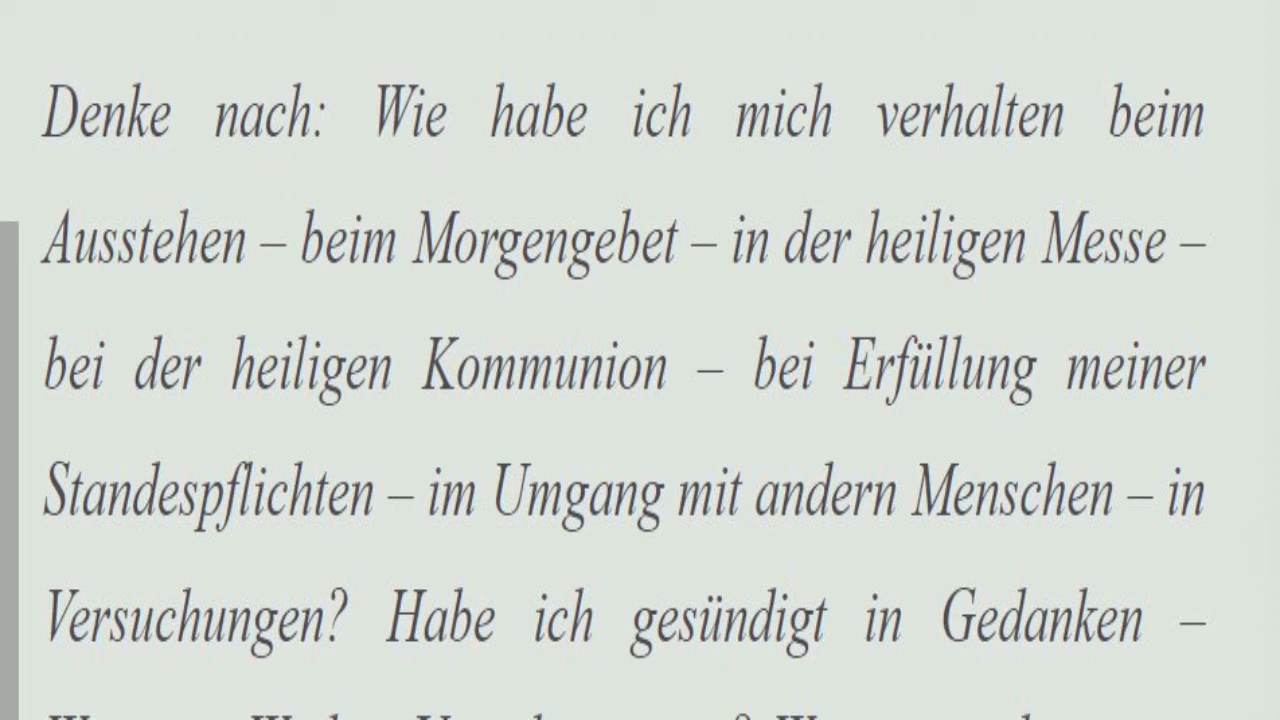 Denke nach: Wie habe ich mich verhalten beim
Ausstehen – beim Morgengebet – in der heiligen Messe –
bei der heiligen Kommunion – bei Erfüllung meiner
Standespflichten – im Umgang mit andern Menschen – in
Versuchungen? Habe ich gesündigt in Gedanken –